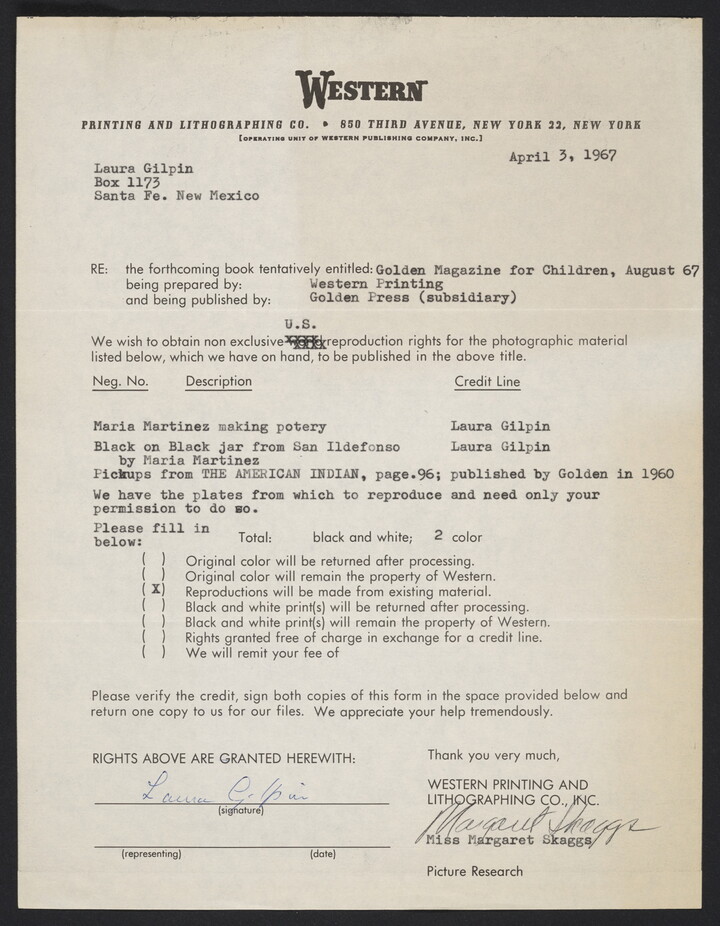 WESTERN
PRINTING AND LITHOGRAPHING CO. • 850 THIRD AVENUE, NEW YORK 22, NEW YORK
[OPERATING UNIT OF WESTERN PUBLISHING COMPANY, INC.]
April 3, 1967
Laura Gilpin
Box 1173
Santa Fe. New Mexico
RE: the forthcoming book tentatively entitled: Golden Magazine for Children, August 67
being prepared by: Western Printing
and being published by: Golden Press (subsidiary)
U.S.
We wish to obtain non exclusive reproduction rights for the photographic material
listed below, which we have on hand, to be published in the above title.
Neg. No. Description Credit Line
Maria Martinez making potery Laura Gilpin
Black on Black jar from San Ildefonso Laura Gilpin
by Maria Martinez
Pickups from THE AMERICAN INDIAN, page.96; published by Golden in 1960
We have the plates from which to reproduce and need only your
permission to do so.
Please fill in
below: Total: black and white; 2 color
( ) Original color will be returned after processing.
( ) Original color will remain the property of Western.
( X ) Reproductions will be made from existing material.
( ) Black and white print(s) will be returned after processing.
( ) Black and white print(s) will remain the property of Western.
( ) Rights granted free of charge in exchange for a credit line.
( ) We will remit your fee of
Please verify the credit, sign both copies of this form in the space provided below and
return one copy to us for our files. We appreciate your help tremendously.
RIGHTS ABOVE ARE GRANTED HEREWITH:
Laura Gilpin
(signature)
(representing) (date)
Thank you very much,
WESTERN PRINTING AND
LITHOGRAPHING CO., INC.
Margaret Skaggs
Miss Margaret Skaggs
Picture Research